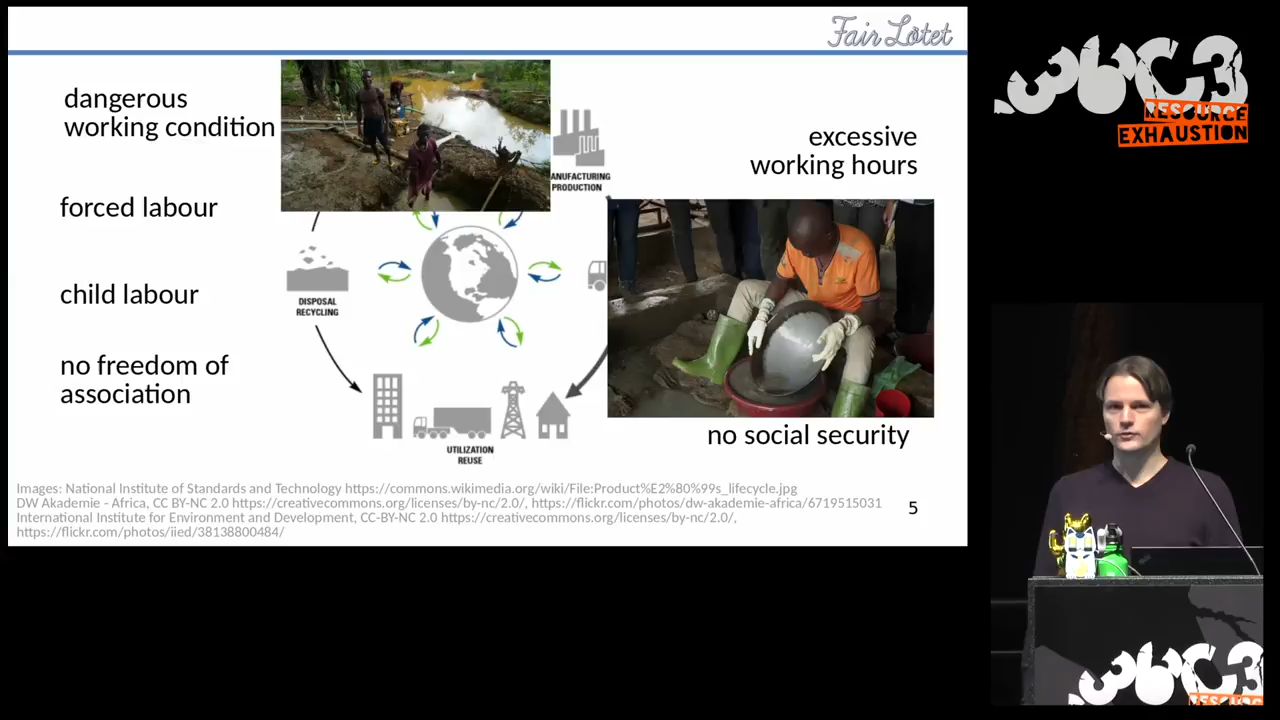 Fair Lötet
dangerous
working condition
forced labour
child labour
no freedom of
association
ANUFACTURING
PRODUCTION
DISPOSAL
RECYCLING
UTILIZATION
REUSE
excessive
working hours
no social security
Images: National Institute of Standards and Technology https://commons.wikimedia.org/wiki/File:Product%E2%80%99s_lifecycle.jpg
DW Akademie - Africa, CC BY-NC 2.0 https://creativecommons.org/licenses/by-nc/2.0/, https://flickr.com/photos/dw-akademie-africa/6719515031
International Institute for Environment and Development, CC-BY-NC 2.0 https://creativecommons.org/licenses/by-nc/2.0/,
https://flickr.com/photos/iied/38138800484/
5
36C3
RESOURCE
EXHAUSTION
36C3